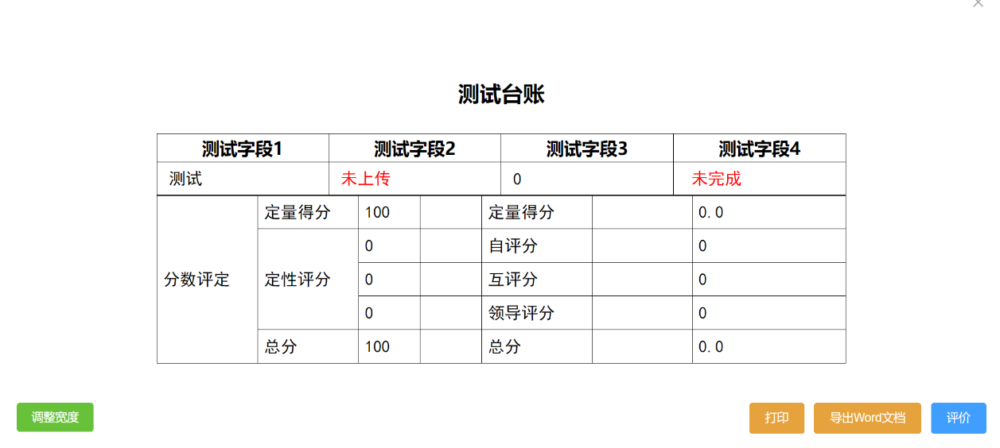 测试台账
测试字段1 测试字段2 测试字段3 测试字段4
测试 未上传 0 未完成
定量得分 100 定量得分 0.0
0 自评分 0
分数评定 定性评分 0 互评分 0
0 领导评分 0
总分 100 总分 0.0
调整宽度 打印 导出Word文档 评价